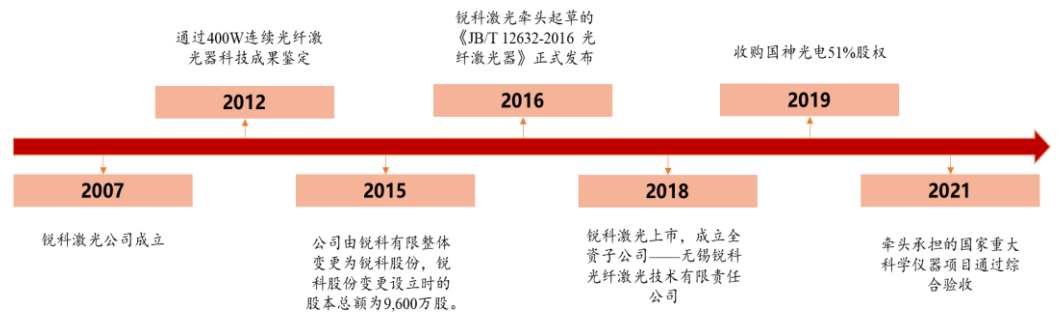 通过400W连续光纤激
光器科技成果鉴定
2012
锐科激光牵头起草的
《JB/T 12632-2016 光
纤激光器》正式发布
2016
收购国神光电51%股权
2019
2007
锐科激光公司成立
2015
公司由锐科有限整体
变更为锐科股份，锐
科股份变更设立时的
股本总额为9,600万股。
2018
锐科激光上市，成立全
资子公司——无锡锐科
光纤激光技术有限责任
公司
2021
牵头承担的国家重大
科学仪器项目通过综
合验收